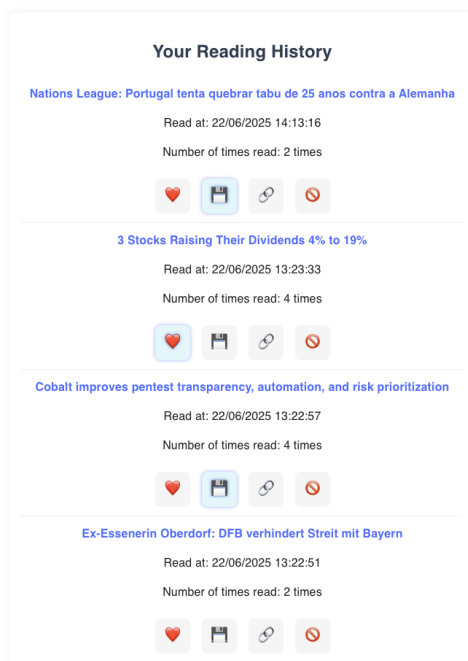 Your Reading History
Nations League: Portugal tenta quebrar tabu de 25 anos contra a Alemanha
Read at: 22/06/2025 14:13:16
Number of times read: 2 times
3 Stocks Raising Their Dividends 4% to 19%
Read at: 22/06/2025 13:23:33
Number of times read: 4 times
Cobalt improves pentest transparency, automation, and risk prioritization
Read at: 22/06/2025 13:22:57
Number of times read: 4 times
Ex-Essenerin Oberdorf: DFB verhindert Streit mit Bayern
Read at: 22/06/2025 13:22:51
Number of times read: 2 times